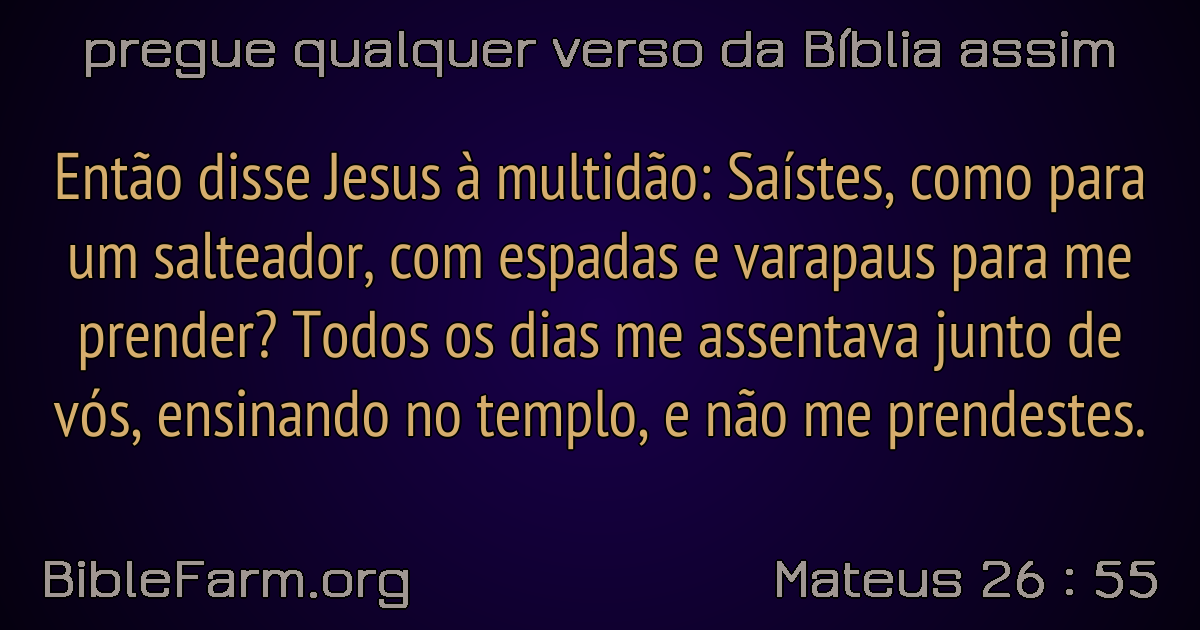 pregue qualquer verso da Bíblia assim
Então disse Jesus à multidão: Saístes, como para
um salteador, com espadas e varapaus para me
prender? Todos os dias me assentava junto de
vós, ensinando no templo, e não me prendestes.
BibleFarm.org
Mateus 26 : 55